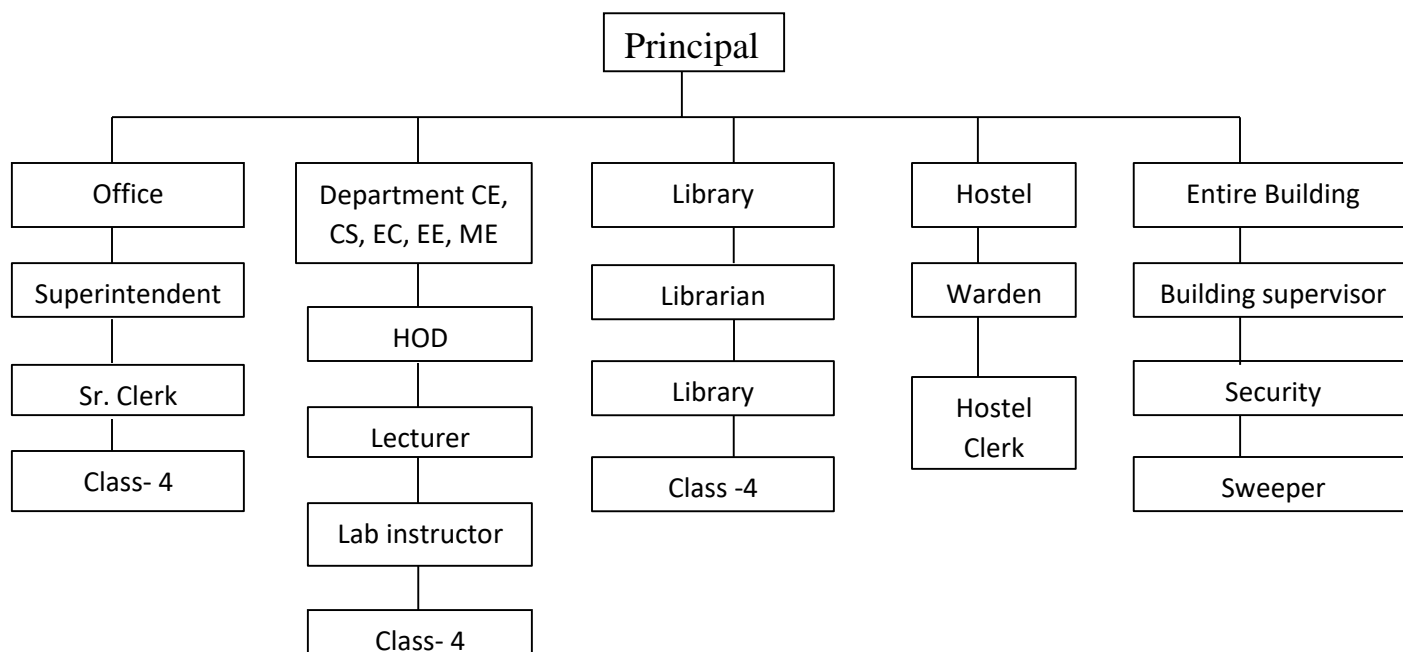 Principal
Office
Department CE,
CS, EC, EE, ME
Library
Hostel
Entire Building
Superintendent
HOD
Librarian
Warden
Building supervisor
Sr. Clerk
Lecturer
Library
Hostel
Clerk
Security
Class- 4
Lab instructor
Class -4
Sweeper
Class- 4